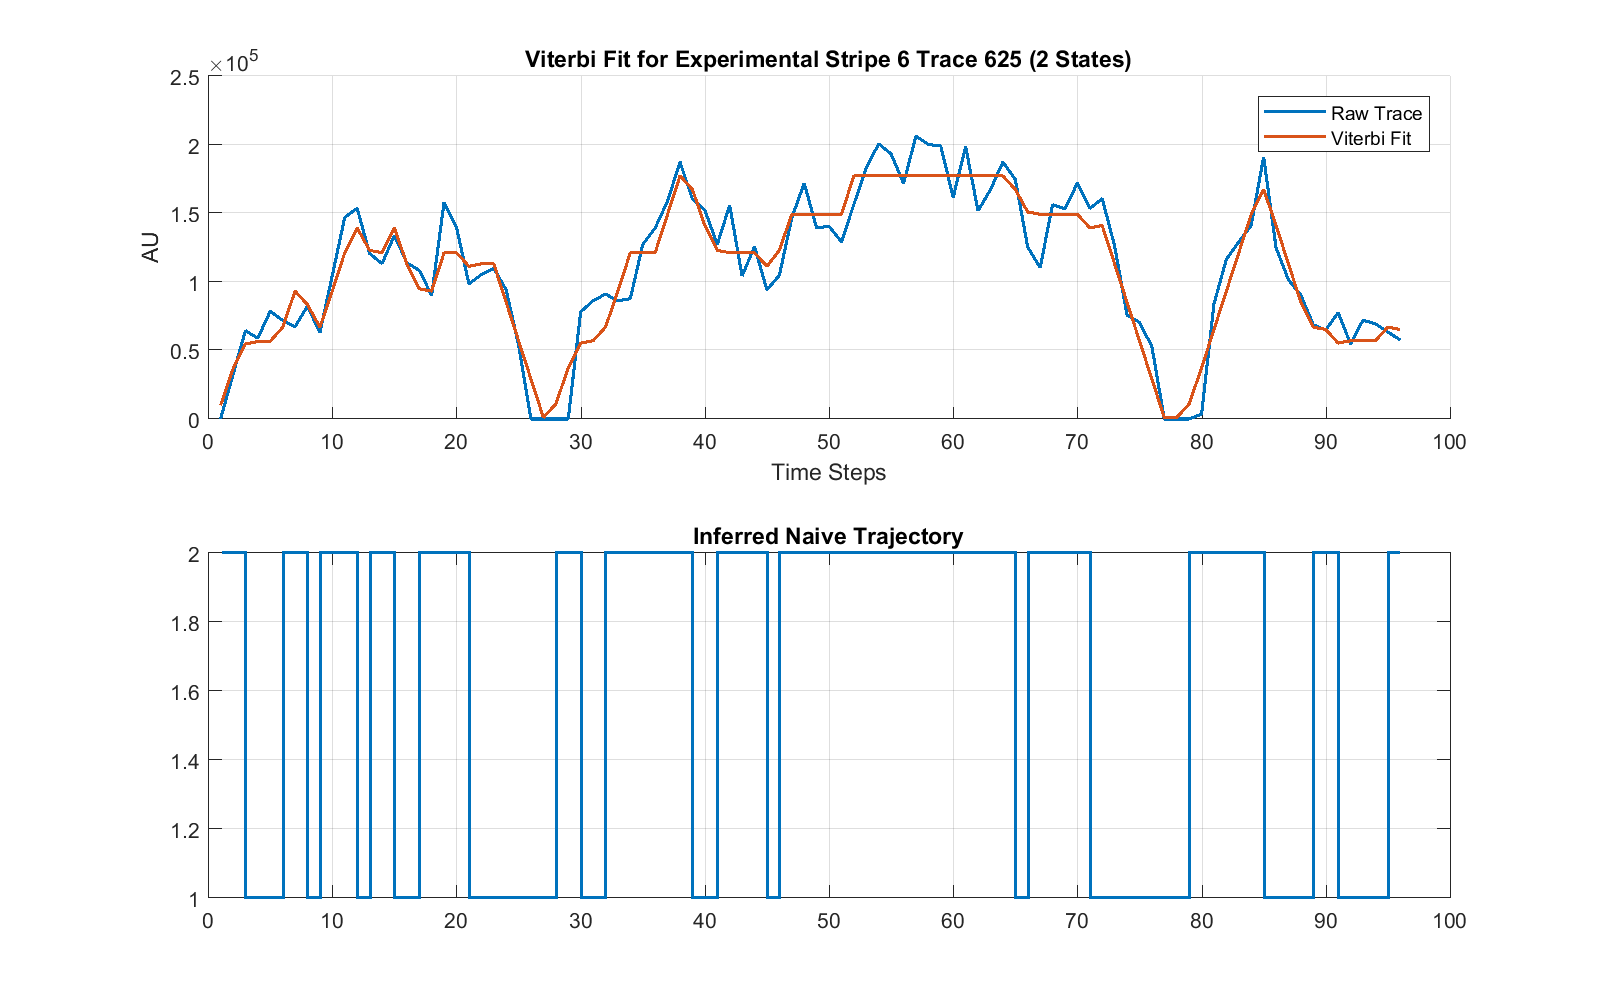 Viterbi Fit for Experimental Stripe 6 Trace 625 (2 States)
×10^5
2.5
2
1.5
1
0.5
0
AU
Raw Trace
Viterbi Fit
0 10 20 30 40 50 60 70 80 90 100
Time Steps
Inferred Naive Trajectory
2
1.8
1.6
1.4
1.2
1
0 10 20 30 40 50 60 70 80 90 100